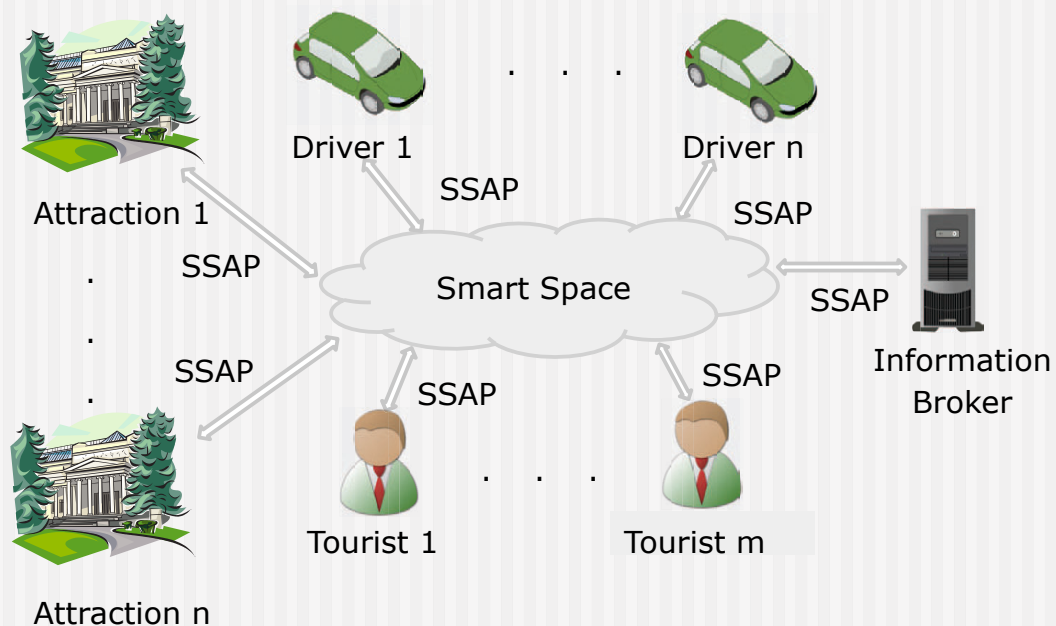 Driver 1
. . .
Driver n
Attraction 1
SSAP
SSAP
SSAP
Smart Space
SSAP
.
.
.
SSAP
SSAP
SSAP
Information
Broker
. . .
Tourist 1
Tourist m
Attraction n